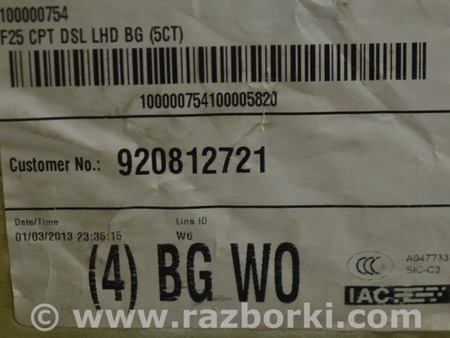 100000754
F25 CPT DSL LHD BG (5CT)
100000754100005820
Customer No.: 920812721
Date/Time Line ID
01/03/2013 23:35:15 W6
(4) BG WO
CCC
A047733
SIC-C3
IAC
© www.razborki.com